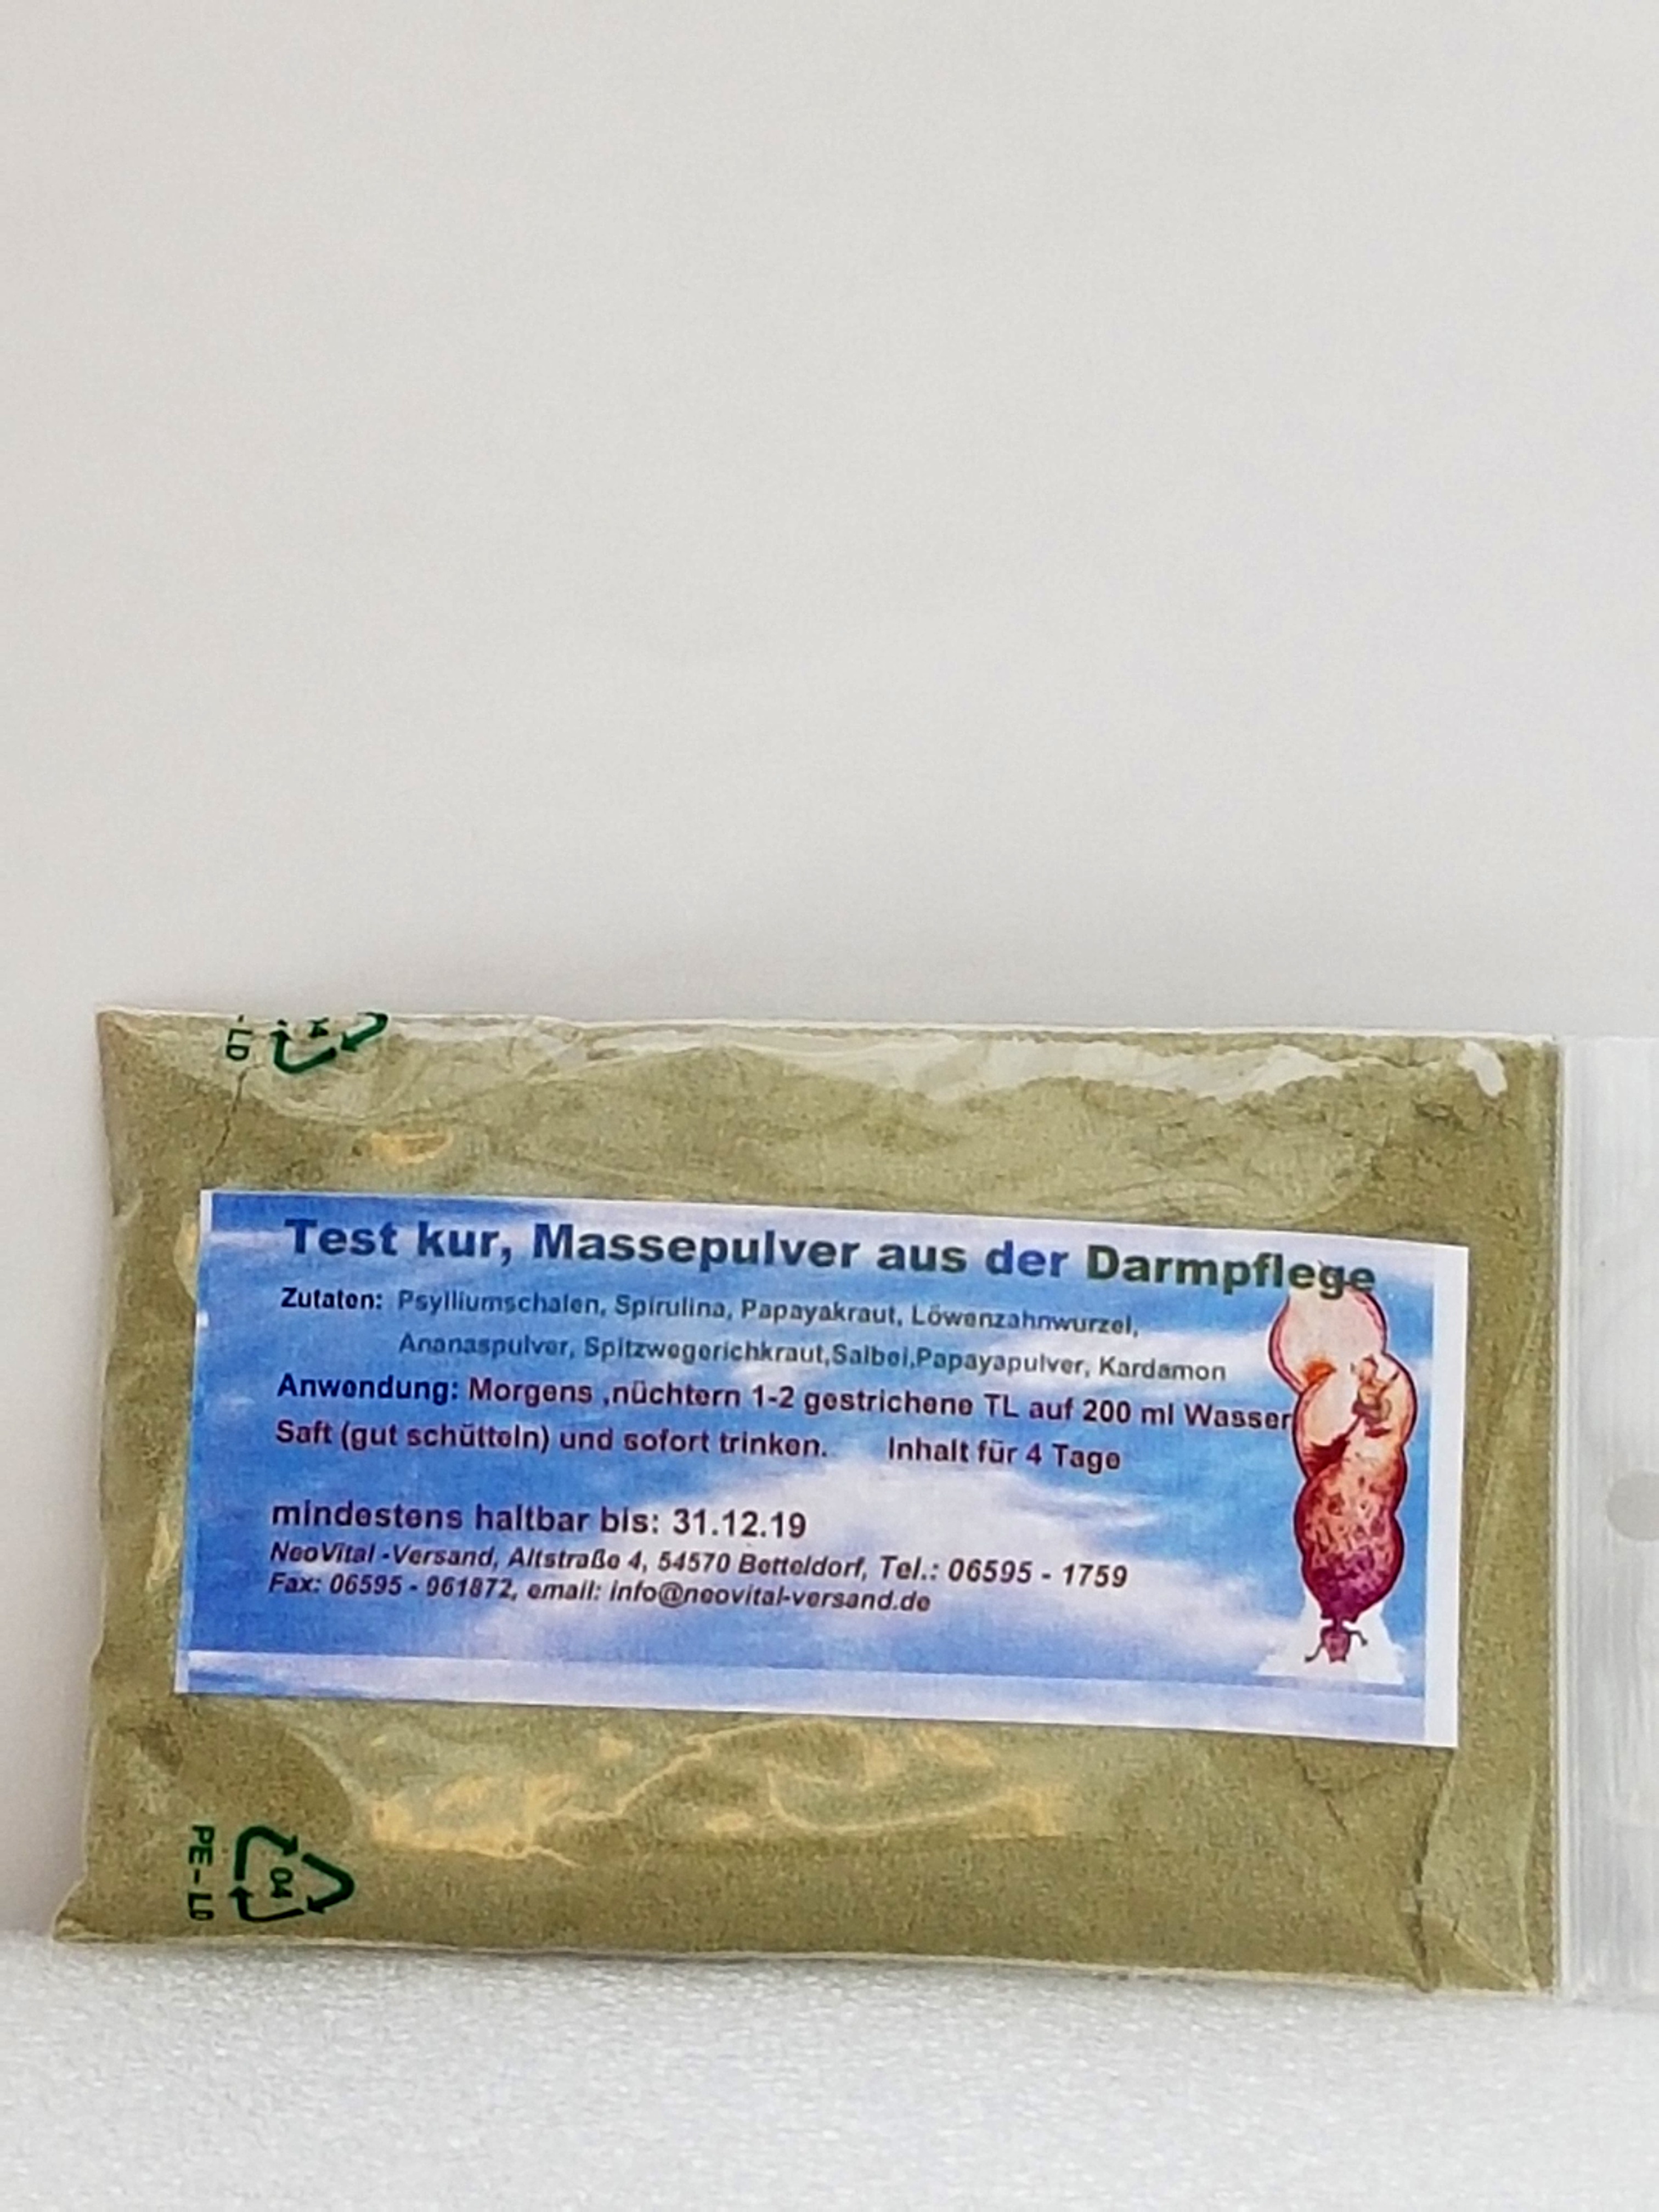 -LD
Test kur, Massepulver aus der Darmpflege
Zutaten: Psylliumschalen, Spirulina, Papayakraut, Löwenzahnwurzel,
Ananaspulver, Spitzwegerichkraut,Salbei,Papayapulver, Kardamon
Anwendung: Morgens ,nüchtern 1-2 gestrichene TL auf 200 ml Wasser
Saft (gut schütteln) und sofort trinken. Inhalt für 4 Tage
mindestens haltbar bis: 31.12.19
NeoVital -Versand, Altstraße 4, 54570 Betteldorf, Tel.: 06595 - 1759
Fax: 06595 - 961872, email: info@neovital-versand.de
PE-LD
04